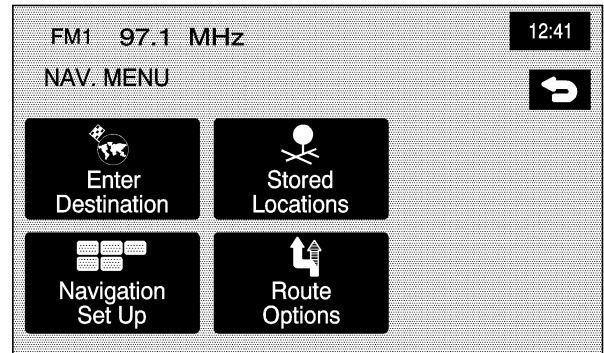 FM1 97.1 MHz
12:41
NAV. MENU
Enter
Destination
Stored
Locations
Navigation
Set Up
Route
Options